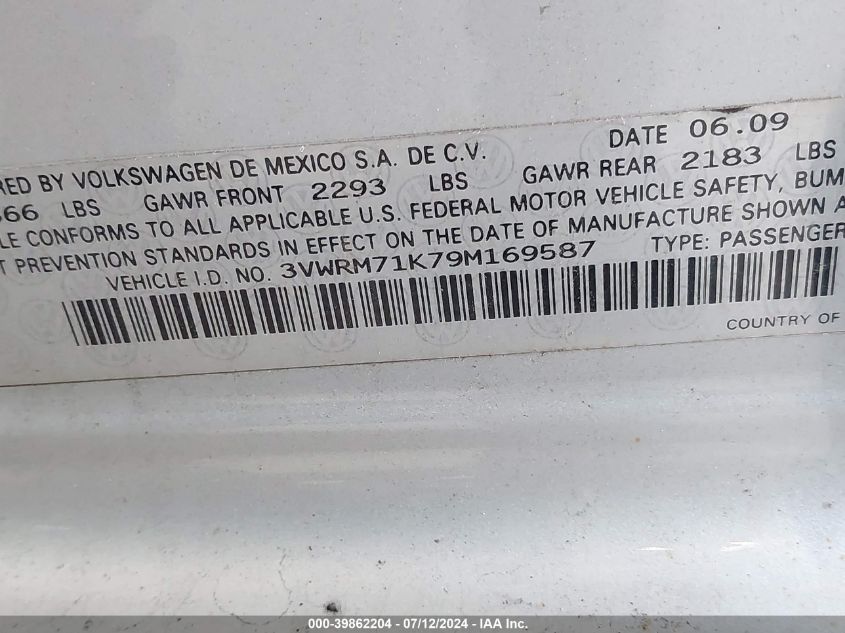 RED BY VOLKSWAGEN DE MEXICO S.A. DE C.V. DATE 06.09
66 LBS GAWR FRONT 2293 LBS GAWR REAR 2183 LBS
LE CONFORMS TO ALL APPLICABLE U.S. FEDERAL MOTOR VEHICLE SAFETY, BUM
T PREVENTION STANDARDS IN EFFECT ON THE DATE OF MANUFACTURE SHOWN A
VEHICLE I.D. NO. 3VWRM71K79M169587 TYPE: PASSENGER
COUNTRY OF
000-39862204 - 07/12/2024 - IAA Inc.